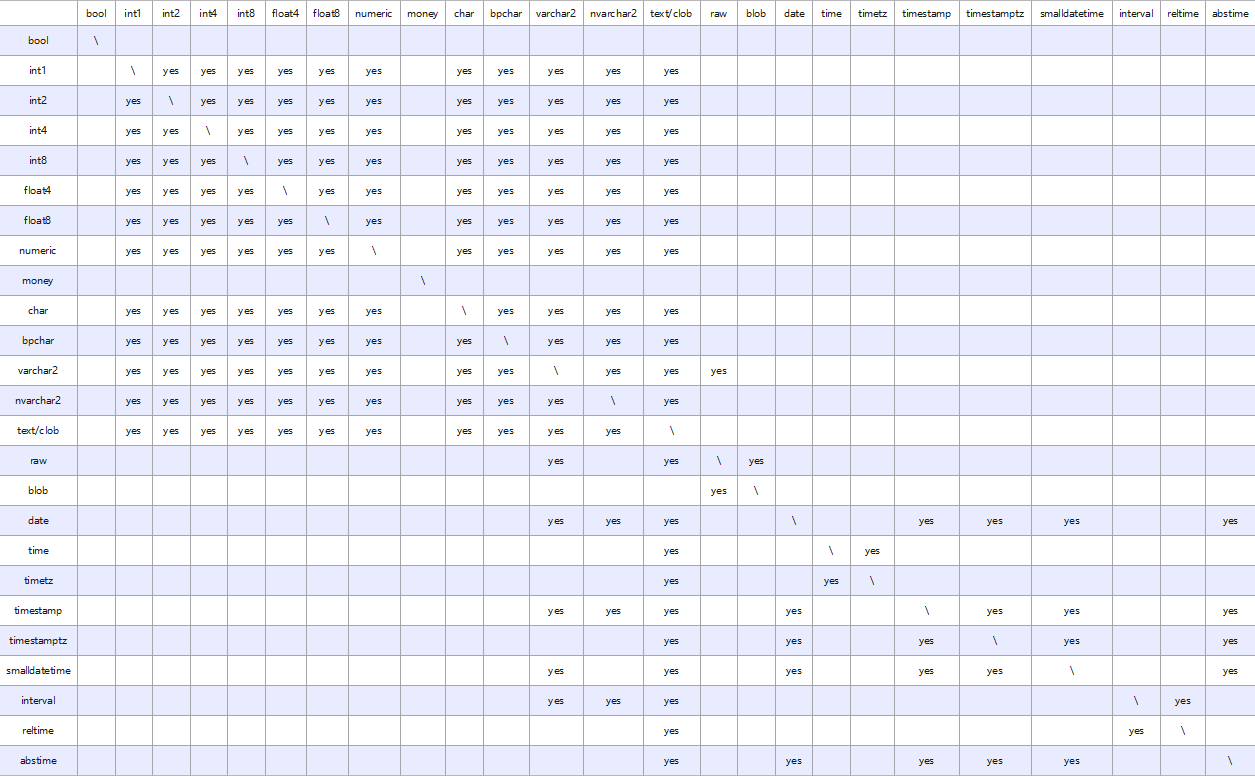 bool int1 int2 int4 int8 float4 float8 numeric money char bpchar varchar2 nvarchar2 text/clob raw blob date time timetz timestamp timestamptz smalldatetime interval reltime abstime
bool \
int1 \ yes yes yes yes yes yes yes yes yes yes yes
int2 yes \ yes yes yes yes yes yes yes yes yes yes
int4 yes yes \ yes yes yes yes yes yes yes yes yes
int8 yes yes yes \ yes yes yes yes yes yes yes yes
float4 yes yes yes yes \ yes yes yes yes yes yes yes
float8 yes yes yes yes yes \ yes yes yes yes yes yes
numeric yes yes yes yes yes yes \ yes yes yes yes yes
money \
char yes yes yes yes yes yes yes \ yes yes yes yes
bpchar yes yes yes yes yes yes yes yes \ yes yes yes
varchar2 yes yes yes yes yes yes yes yes yes \ yes yes yes
nvarchar2 yes yes yes yes yes yes yes yes yes yes \ yes
text/clob yes yes yes yes yes yes yes yes yes yes yes \
raw yes yes \ yes
blob yes \
date yes yes yes \ yes yes yes yes
time yes \ yes
timetz yes yes \
timestamp yes yes yes yes \ yes yes yes
timestamptz yes yes yes \ yes yes
smalldatetime yes yes yes yes yes \ yes
interval yes yes yes \ yes
reltime yes yes \
abstime yes yes yes yes yes \